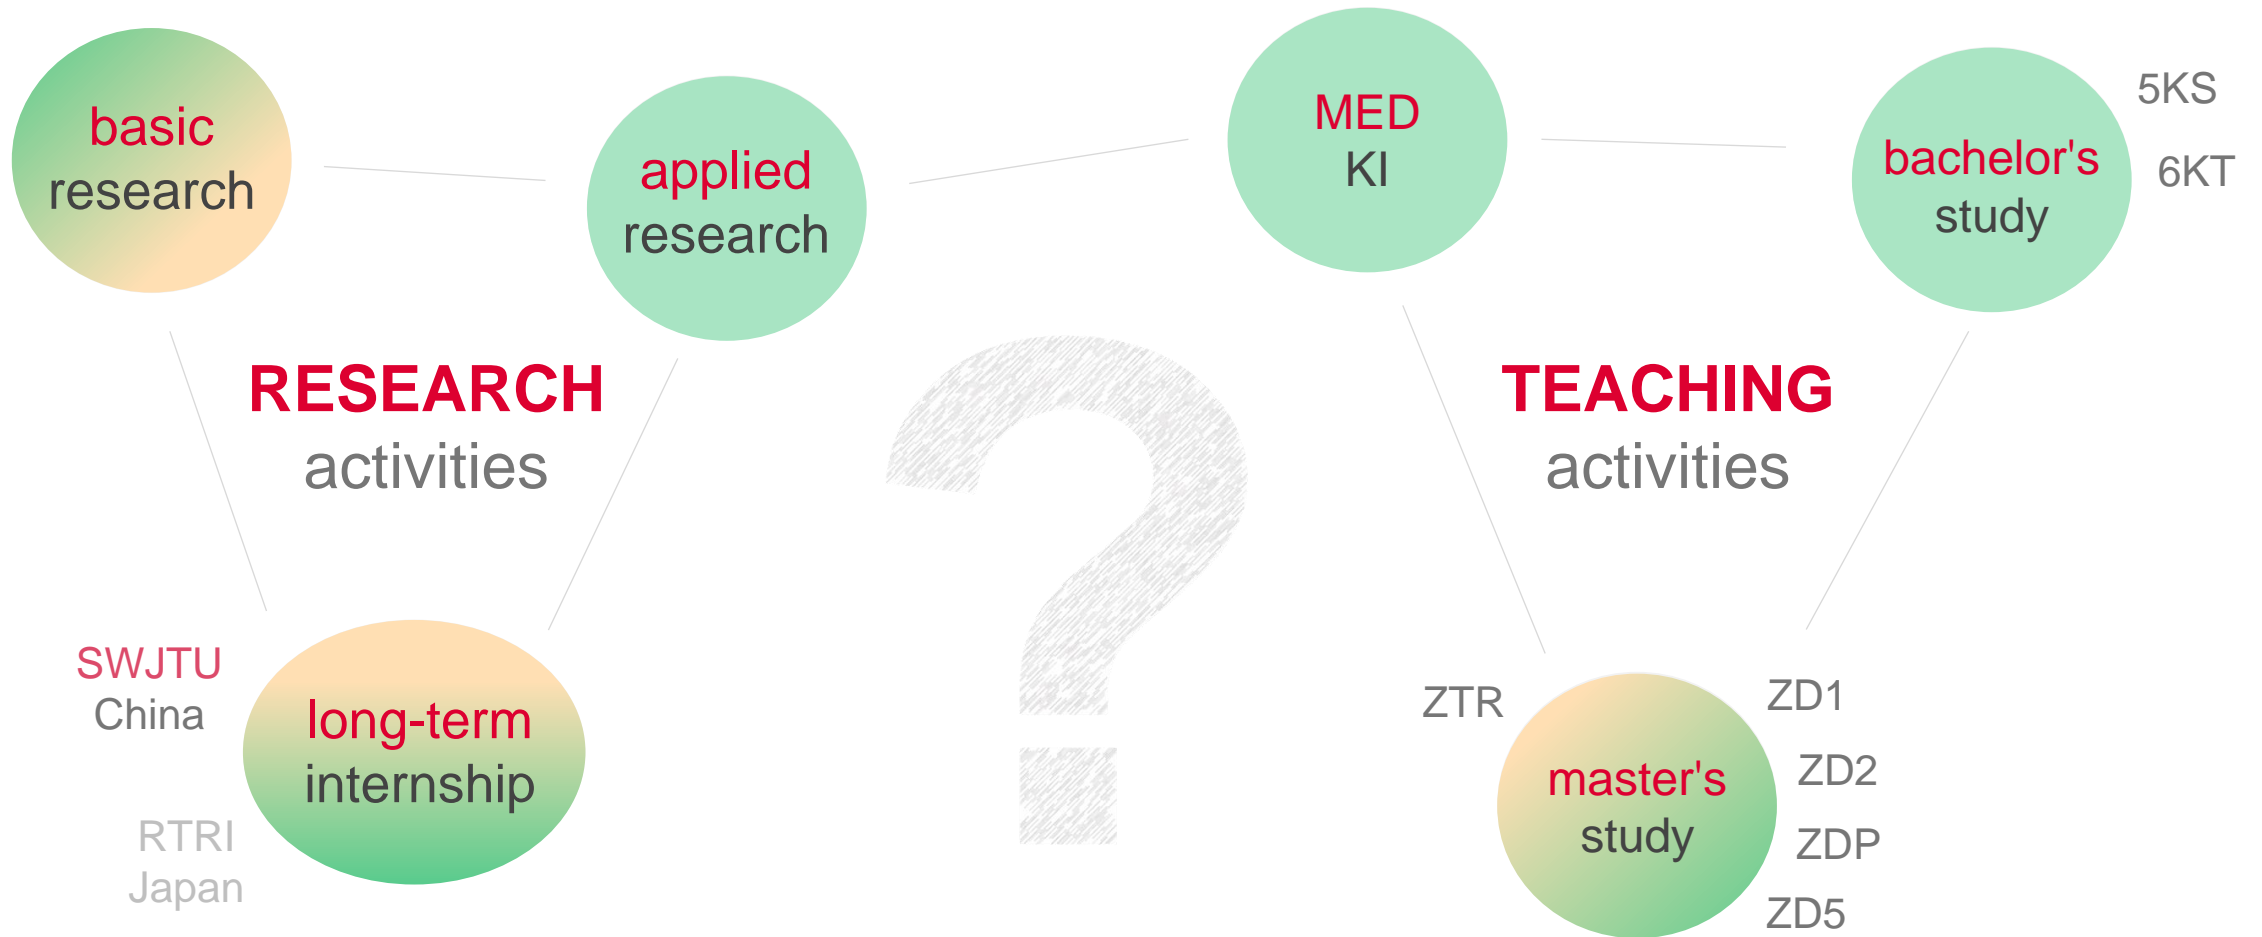 basic
research
applied
research
MED
KI
bachelor's
study
5KS
6KT
RESEARCH
activities
?
TEACHING
activities
SWJTU
China
RTRI
Japan
long-term
internship
ZTR
master's
study
ZD1
ZD2
ZDP
ZD5